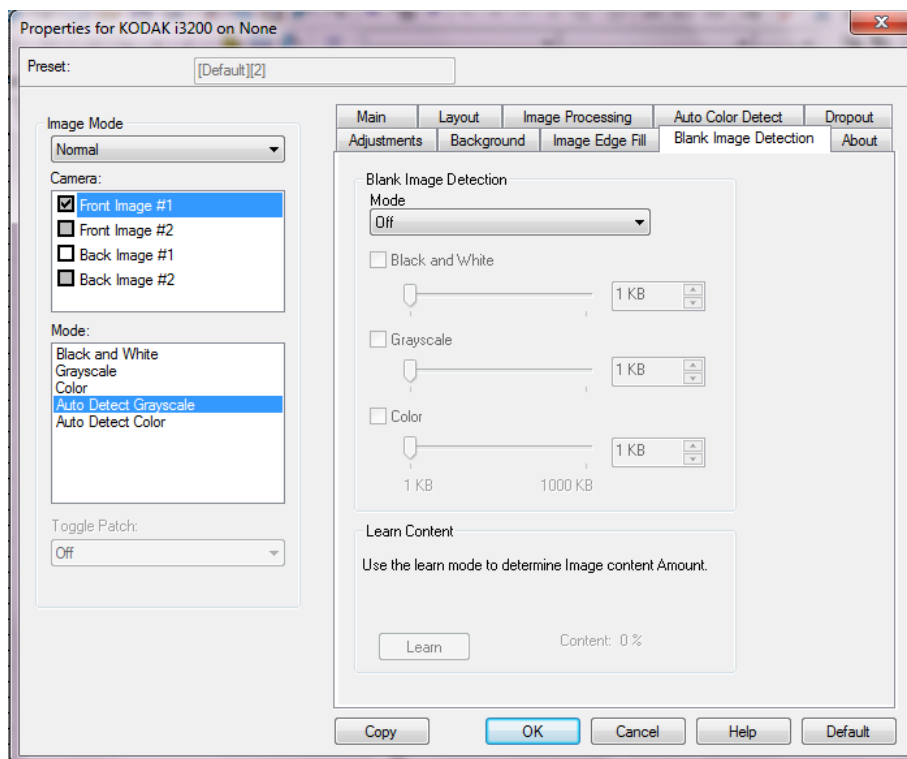 Properties for KODAK i3200 on None
Preset:
[Default][2]
Image Mode
Normal
Camera:
Front Image #1
Front Image #2
Back Image #1
Back Image #2
Mode:
Black and White
Grayscale
Color
Auto Detect Grayscale
Auto Detect Color
Toggle Patch:
Off
Main Layout Image Processing Auto Color Detect Dropout
Adjustments Background Image Edge Fill Blank Image Detection About
Blank Image Detection
Mode
Off
Black and White
1 KB
Grayscale
1 KB
Color
1 KB
1 KB 1000 KB
Learn Content
Use the learn mode to determine Image content Amount.
Learn Content: 0 %
Copy OK Cancel Help Default